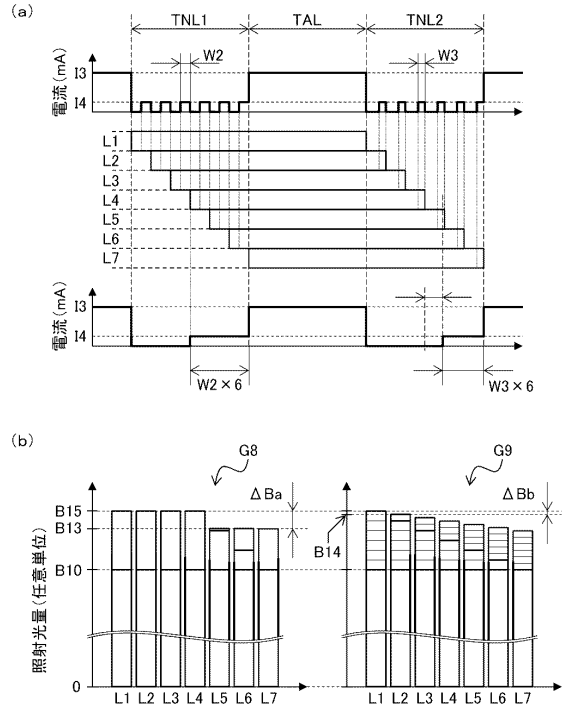 (a)
TNL1 TAL TNL2
W2 W3
電流(mA)
I3
I4
L1
L2
L3
L4
L5
L6
L7
電流(mA)
I3
I4
W2×6 W3×6
(b)
G8 G9
ΔBa ΔBb
照射光量(任意単位)
B15
B13
B14
B10 B10
0
L1 L2 L3 L4 L5 L6 L7 L1 L2 L3 L4 L5 L6 L7